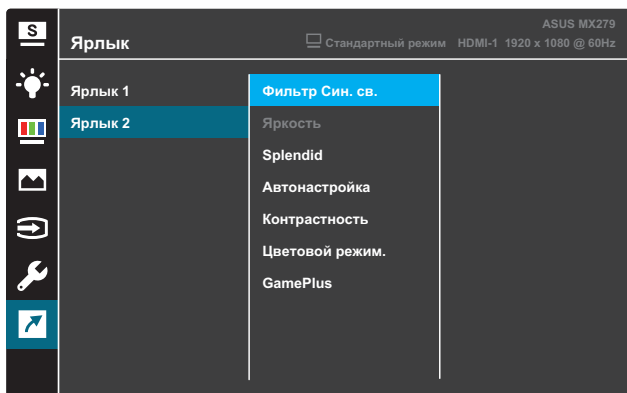 S
ASUS MX279
Ярлык
Стандартный режим HDMI-1 1920 x 1080 @ 60Hz
Ярлык 1
Фильтр Син. св.
Ярлык 2
Яркость
Splendid
Автонастройка
Контрастность
Цветовой режим.
GamePlus